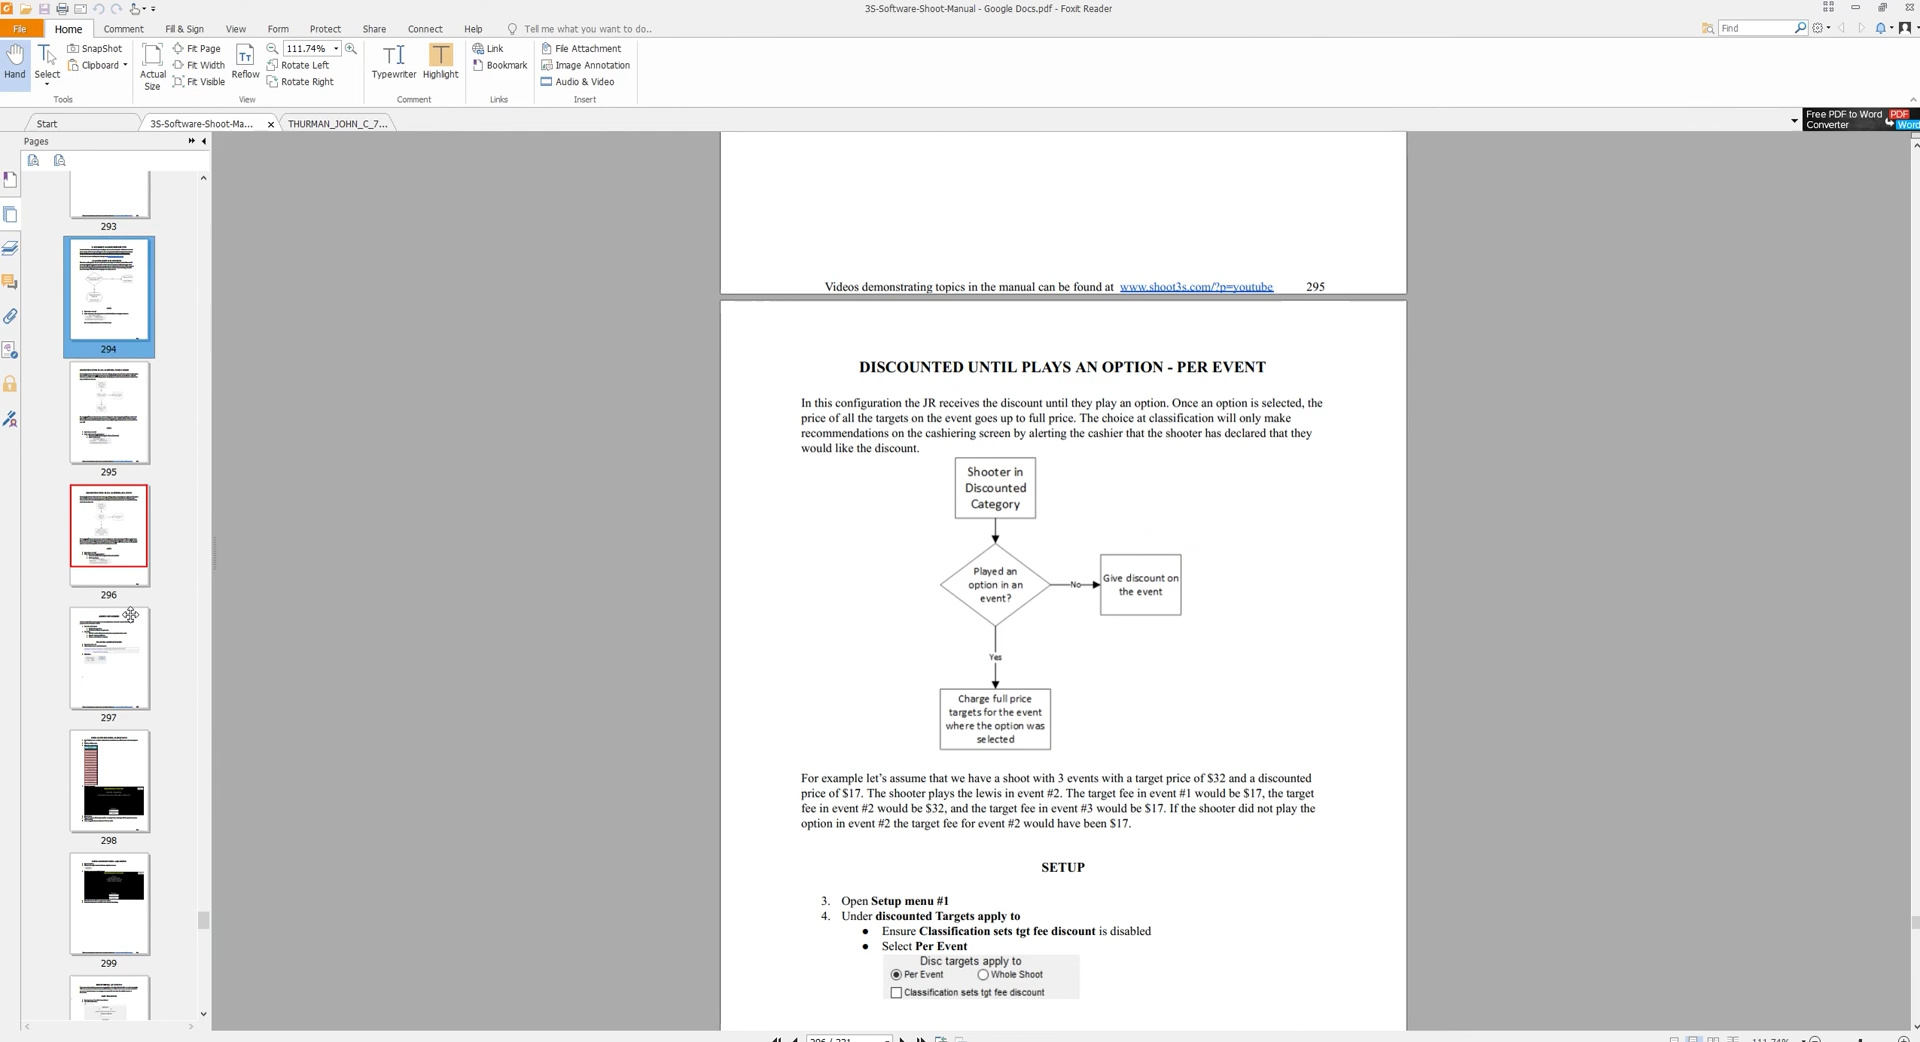 3S-Software-Shoot-Manual - Google Docs.pdf - Foxit Reader
File Home Comment Fill & Sign View Form Protect Share Connect Help Tell me what you want to do.. Find
SnapShot
Clipboard
Hand Select
Actual Size
Fit Page
Fit Width
Fit Visible
Reflow
111.74%
Rotate Left
Rotate Right
Typewriter Highlight
Link
Bookmark
File Attachment
Image Annotation
Audio & Video
Tools View Comment Links Insert
Start 3S-Software-Shoot-Ma... THURMAN_JOHN_C_7...
Free PDF to Word
Converter
PDF
Word
Pages
293
294
295
296
297
298
299
Videos demonstrating topics in the manual can be found at www.shoot3s.com/?p=youtube 295
DISCOUNTED UNTIL PLAYS AN OPTION - PER EVENT
In this configuration the JR receives the discount until they play an option. Once an option is selected, the
price of all the targets on the event goes up to full price. The choice at classification will only make
recommendations on the cashiering screen by alerting the cashier that the shooter has declared that they
would like the discount.
Shooter in
Discounted
Category
Played an
option in an
event?
No
Give discount on
the event
Yes
Charge full price
targets for the event
where the option was
selected
For example let's assume that we have a shoot with 3 events with a target price of $32 and a discounted
price of $17. The shooter plays the lewis in event #2. The target fee in event #1 would be $17, the target
fee in event #2 would be $32, and the target fee in event #3 would be $17. If the shooter did not play the
option in event #2 the target fee for event #2 would have been $17.
SETUP
3. Open Setup menu #1
4. Under discounted Targets apply to
● Ensure Classification sets tgt fee discount is disabled
● Select Per Event
Disc targets apply to
Per Event Whole Shoot
Classification sets tgt fee discount
296 / 321
111.74%